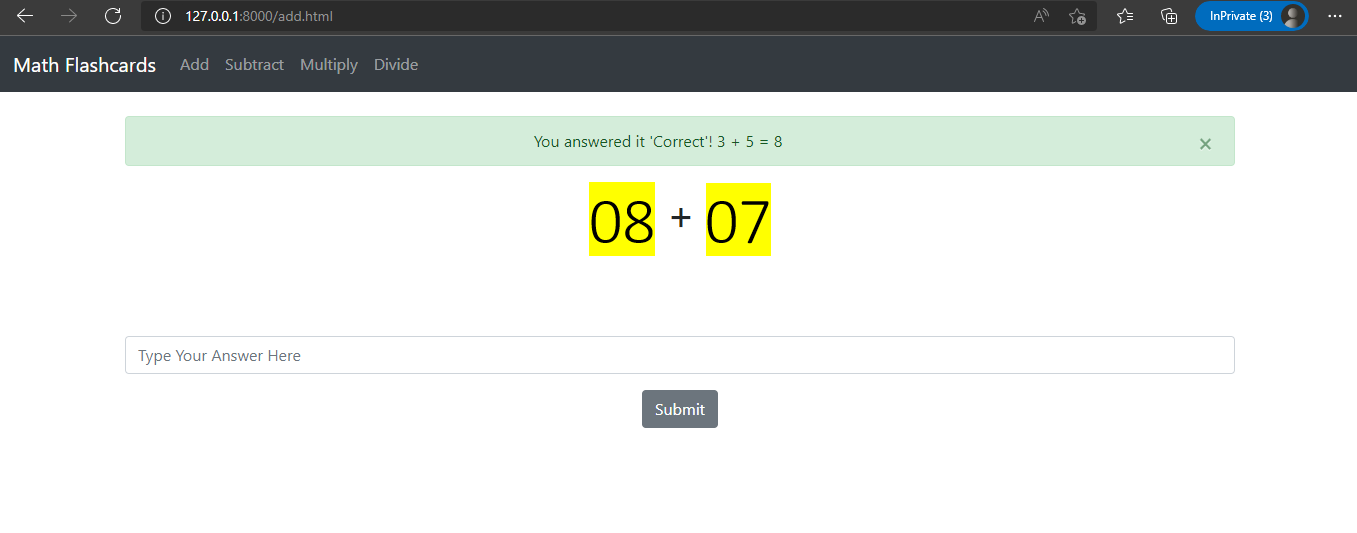 127.0.0.1:8000/add.html InPrivate (3)
Math Flashcards Add Subtract Multiply Divide
You answered it 'Correct'! 3 + 5 = 8 ×
08 + 07
Type Your Answer Here
Submit